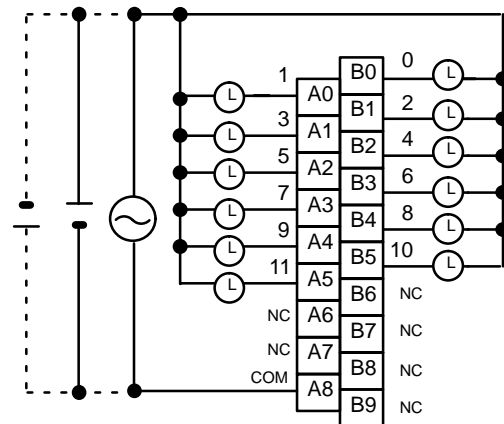 0
B0
1 L A0 L
B1 2
3 L A1 L
B2 4
5 L A2 L
B3 6
7 L A3 L
B4 8
9 L A4 L
B5 10
11 L A5 L
B6 NC
NC A6
B7 NC
NC A7
B8 NC
COM A8
B9 NC